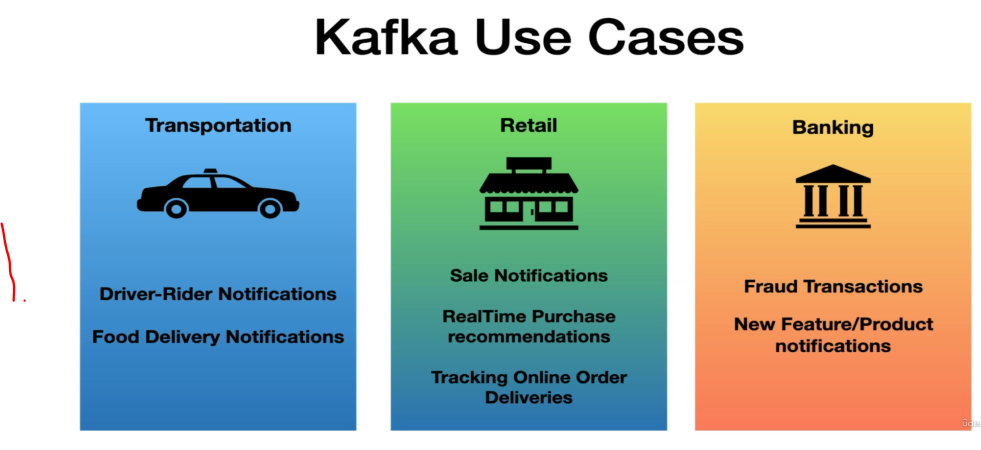 Kafka Use Cases
Transportation
Driver-Rider Notifications
Food Delivery Notifications
Retail
Sale Notifications
RealTime Purchase
recommendations
Tracking Online Order
Deliveries
Banking
Fraud Transactions
New Feature/Product
notifications